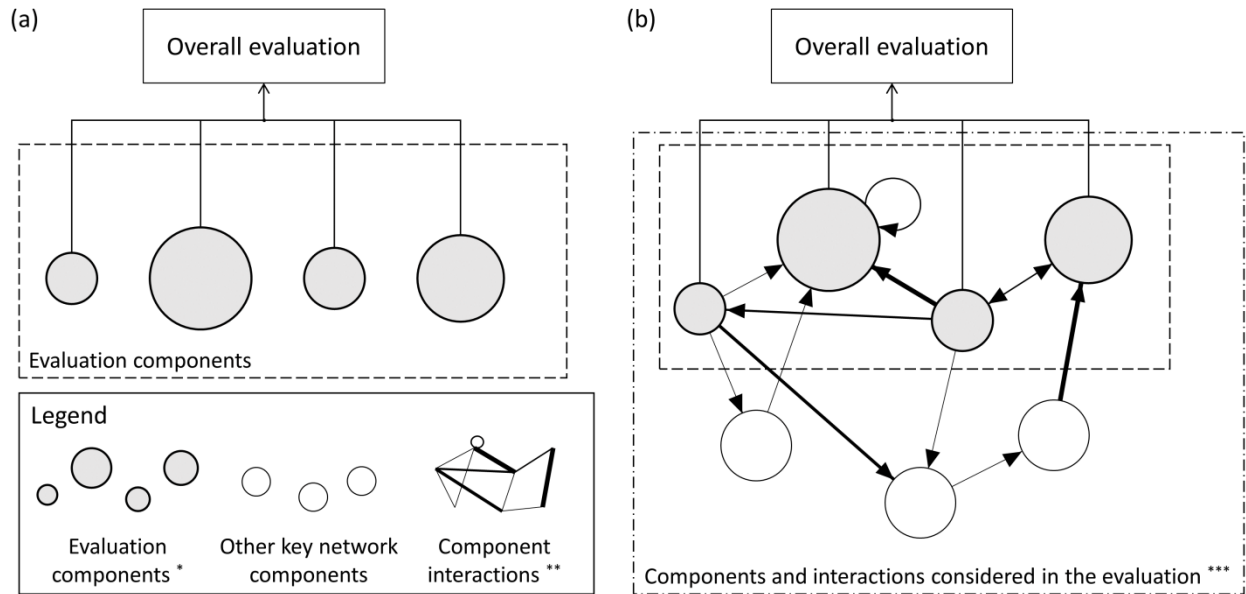 (a)
Overall evaluation
Evaluation components
Legend
Evaluation
components *
Other key network
components
Component
interactions **
(b)
Overall evaluation
Components and interactions considered in the evaluation ***